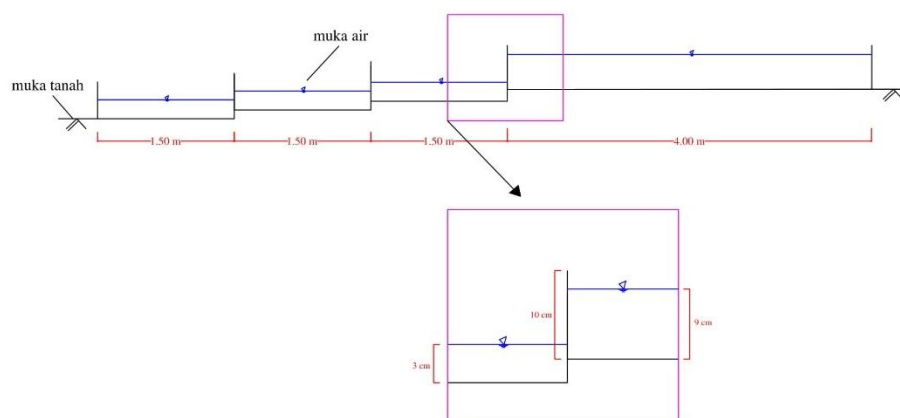 muka air
muka tanah
1.50 m
1.50 m
1.50 m
4.00 m
10 cm
9 cm
3 cm